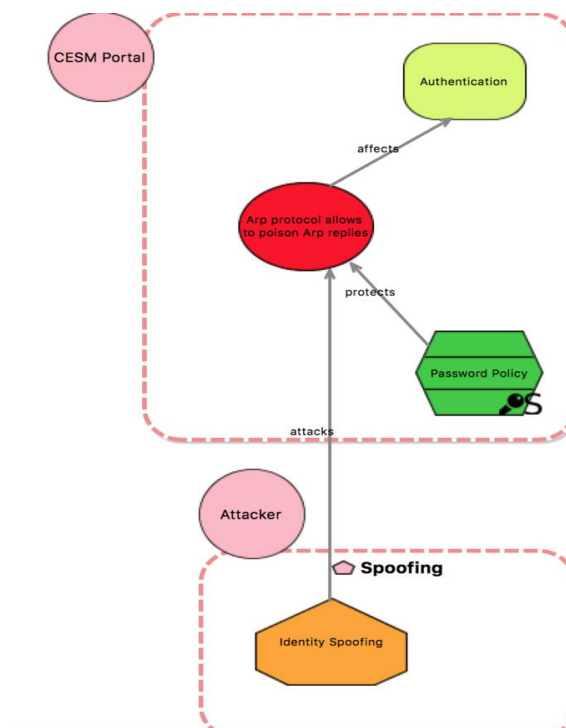 CESM Portal
Authentication
affects
Arp protocol allows
to poison Arp replies
protects
Password Policy
S
attacks
Attacker
Spoofing
Identity Spoofing